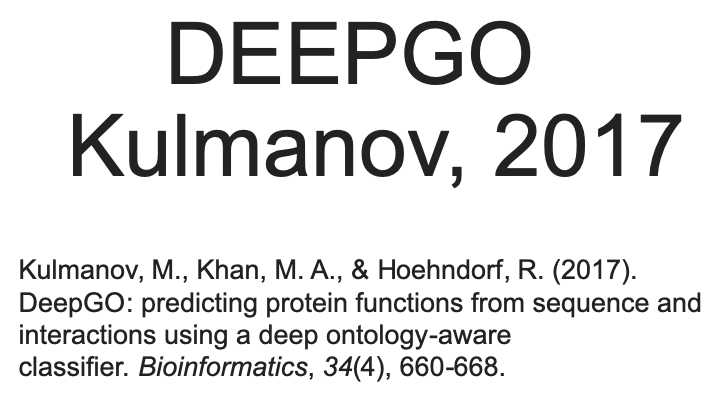 DEEPGO
Kulmanov, 2017
Kulmanov, M., Khan, M. A., & Hoehndorf, R. (2017).
DeepGO: predicting protein functions from sequence and
interactions using a deep ontology-aware
classifier. Bioinformatics, 34(4), 660-668.